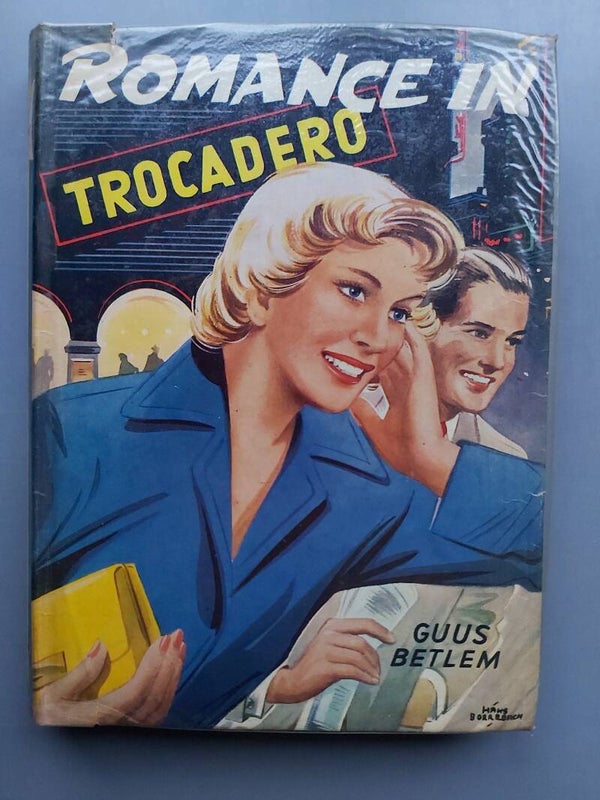 ROMANCE IN
TROCADERO
GUUS
BETLEM
HANS
BORREBACH